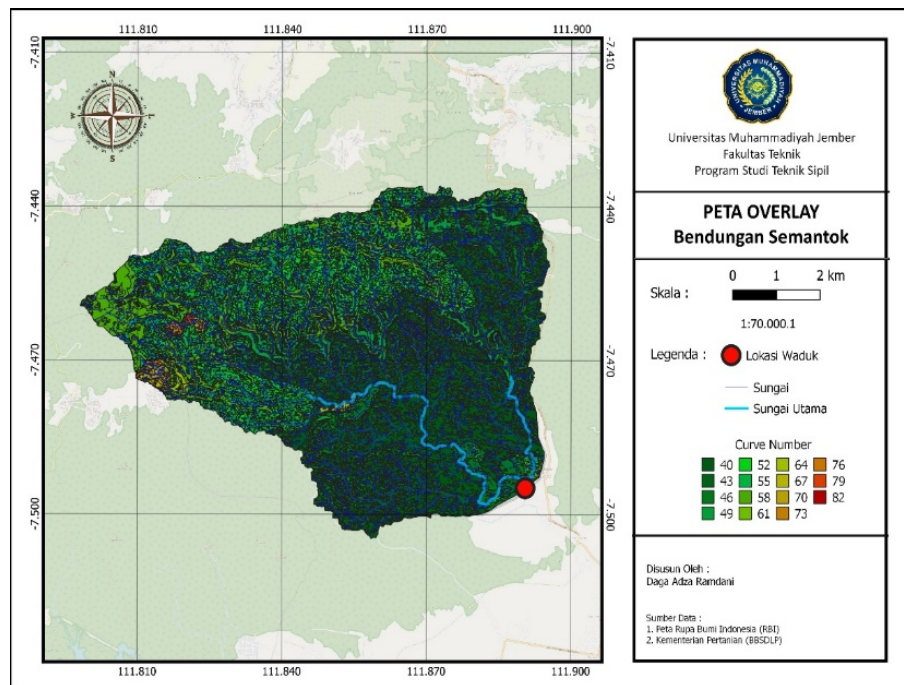 111.810 111.840 111.870 111.900
-7.410 -7.410
N
W
S
-7.440 -7.440
-7.470 -7.470
-7.500 -7.500
111.810 111.840 111.870 111.900
UNIVERSITAS MUHAMMADIYAH
JEMBER
Universitas Muhammadiyah Jember
Fakultas Teknik
Program Studi Teknik Sipil
PETA OVERLAY
Bendungan Semantok
0 1 2 km
Skala :
1:70.000.1
Legenda : Lokasi Waduk
Sungai
Sungai Utama
Curve Number
40 52 64 76
43 55 67 79
46 58 70 82
49 61 73
Disusun Oleh :
Daga Adza Ramdani
Sumber Data :
1. Peta Rupa Bumi Indonesia (RBI)
2. Kementerian Pertanian (BBSDLP)